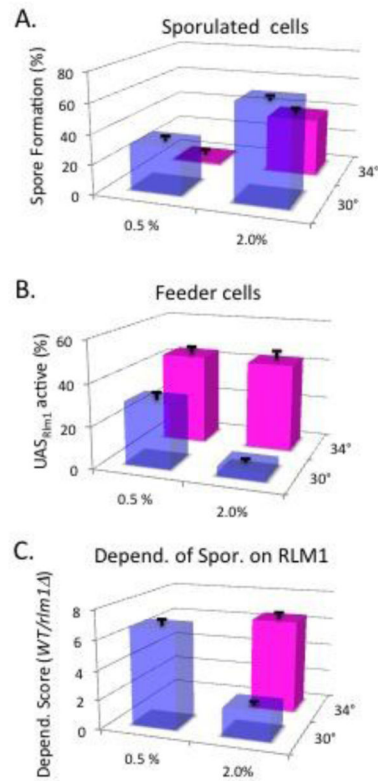 A.
Sporulated cells
Spore Formation (%)
80
60
40
20
0
0.5 %
2.0%
30°
34°
B.
Feeder cells
UAS_Rlm1 active (%)
60
40
20
0
0.5 %
2.0%
30°
34°
C.
Depend. of Spor. on RLM1
Depend. Score (WT/rlm1Δ)
8
6
4
2
0
0.5 %
2.0%
30°
34°